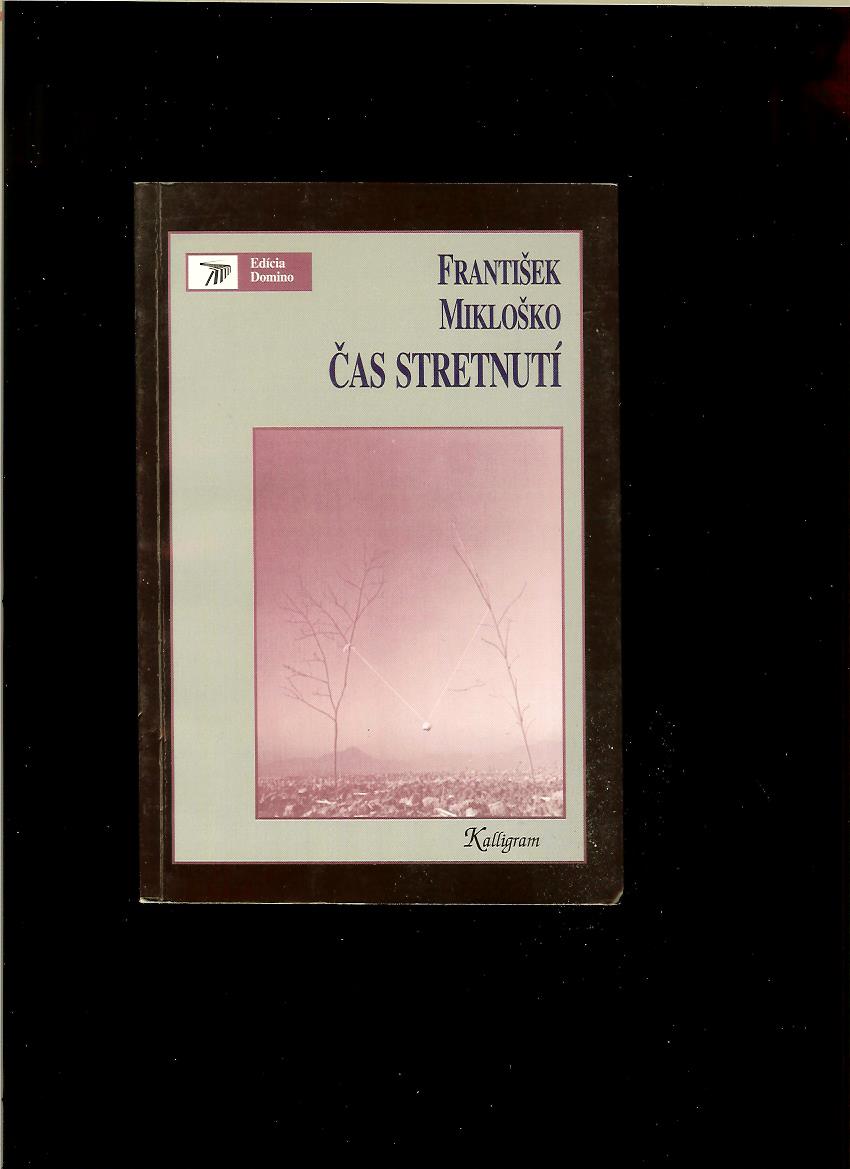 Edícia
Domino
FRANTIŠEK
MIKLOŠKO
ČAS STRETNUTÍ
Kalligram